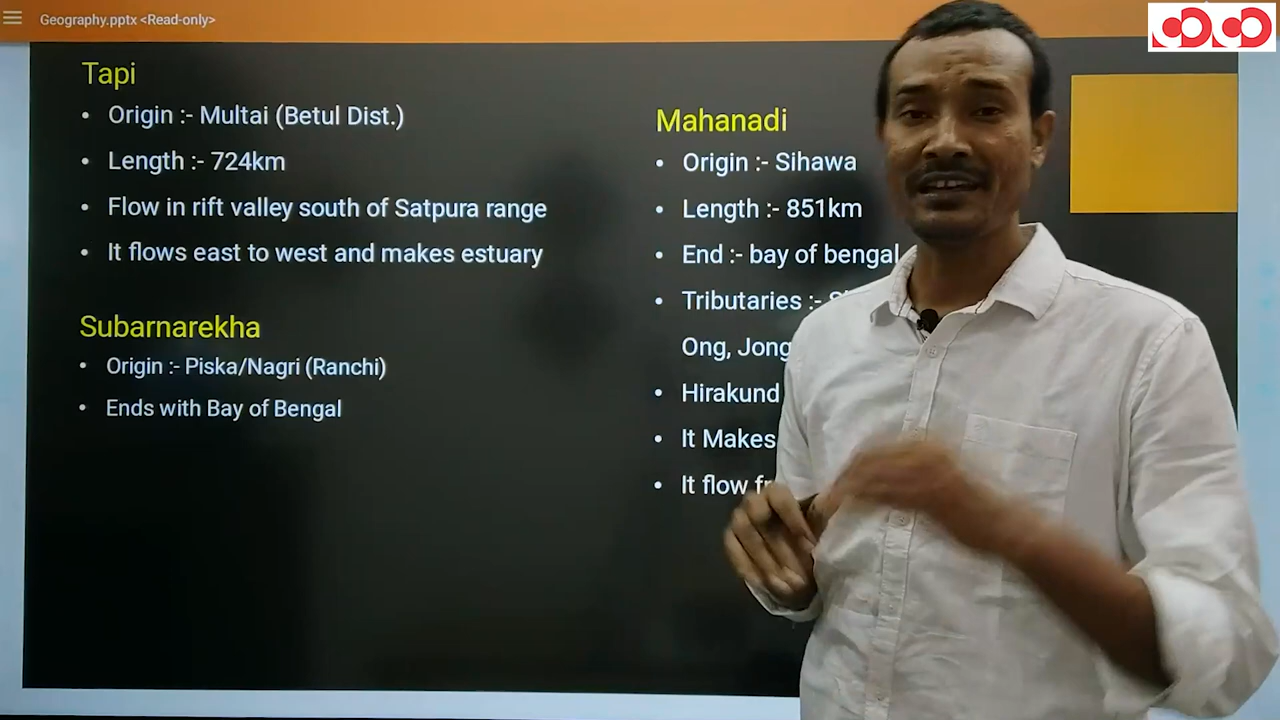 Geography.pptx <Read-only>
Tapi
• Origin :- Multai (Betul Dist.)
• Length :- 724km
• Flow in rift valley south of Satpura range
• It flows east to west and makes estuary
Subarnarekha
• Origin :- Piska/Nagri (Ranchi)
• Ends with Bay of Bengal
Mahanadi
• Origin :- Sihawa
• Length :- 851km
• End :- bay of bengal
• Tributaries :-
Ong, Jong
• Hirakund
• It Makes
• It flow